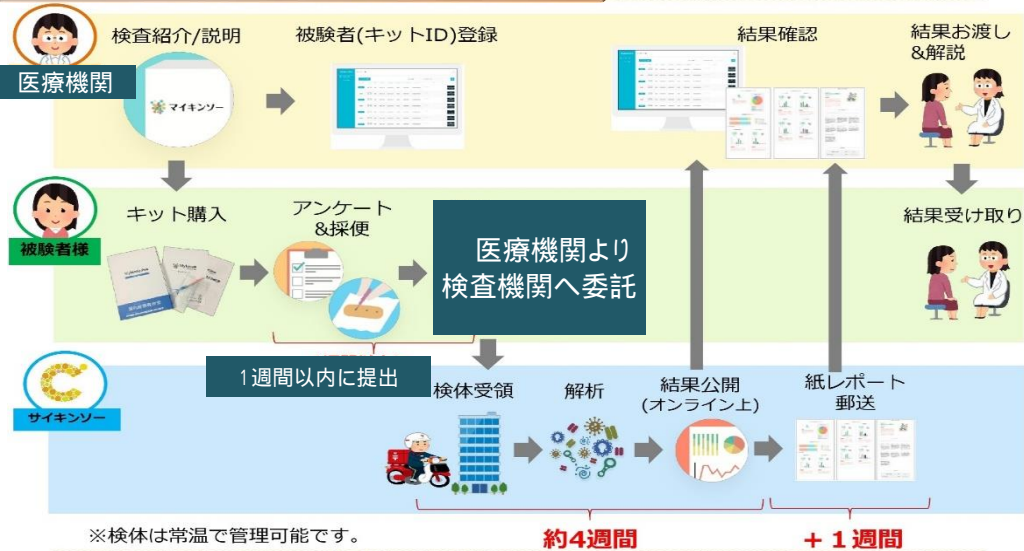 検査紹介/説明
被験者(キットID)登録
結果確認
結果お渡し
&解説
医療機関
マイキンソー
キット購入
アンケート
&採便
医療機関より
検査機関へ委託
結果受け取り
被験者様
1週間以内に提出
検体受領
解析
結果公開
(オンライン上)
紙レポート
郵送
サイキンソー
※検体は常温で管理可能です。
約4週間
+１週間